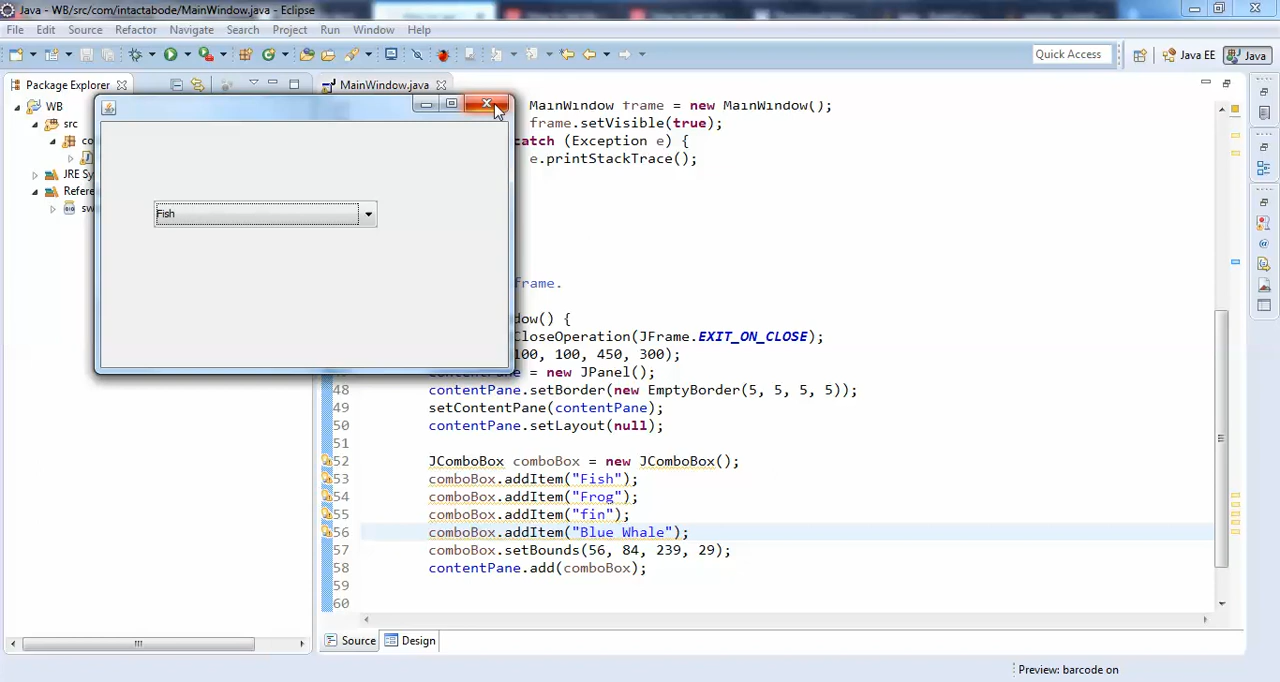 Java - WB/src/com/intactabode/MainWindow.java - Eclipse
File Edit Source Refactor Navigate Search Project Run Window Help
Quick Access Java EE Java
Package Explorer MainWindow.java
WB
src
JRE Sy
Refere
Fish
MainWindow frame = new MainWindow();
frame.setVisible(true);
catch (Exception e) {
e.printStackTrace();
frame.
dow() {
CloseOperation(JFrame.EXIT_ON_CLOSE);
100, 100, 450, 300);
= new JPanel();
48 contentPane.setBorder(new EmptyBorder(5, 5, 5, 5));
49 setContentPane(contentPane);
50 contentPane.setLayout(null);
51
52 JComboBox comboBox = new JComboBox();
53 comboBox.addItem("Fish");
54 comboBox.addItem("Frog");
55 comboBox.addItem("fin");
56 comboBox.addItem("Blue Whale");
57 comboBox.setBounds(56, 84, 239, 29);
58 contentPane.add(comboBox);
59
60
Source Design
Preview: barcode on